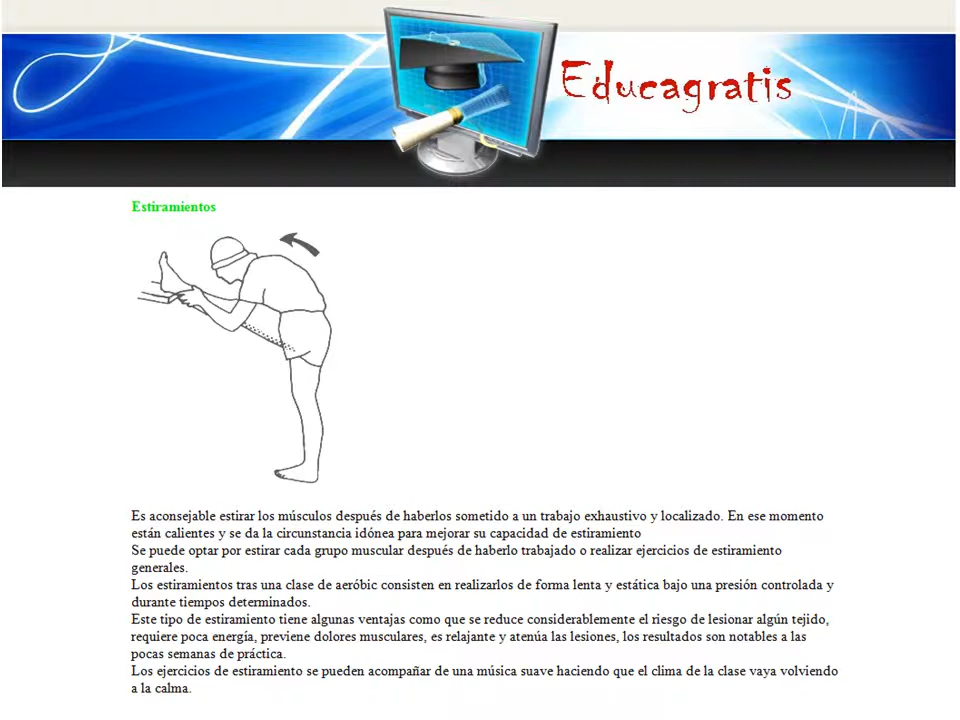 Educagratis
Estiramientos
Es aconsejable estirar los músculos después de haberlos sometido a un trabajo exhaustivo y localizado. En ese momento
están calientes y se da la circunstancia idónea para mejorar su capacidad de estiramiento
Se puede optar por estirar cada grupo muscular después de haberlo trabajado o realizar ejercicios de estiramiento
generales.
Los estiramientos tras una clase de aeróbic consisten en realizarlos de forma lenta y estática bajo una presión controlada y
durante tiempos determinados.
Este tipo de estiramiento tiene algunas ventajas como que se reduce considerablemente el riesgo de lesionar algún tejido,
requiere poca energía, previene dolores musculares, es relajante y atenúa las lesiones, los resultados son notables a las
pocas semanas de práctica.
Los ejercicios de estiramiento se pueden acompañar de una música suave haciendo que el clima de la clase vaya volviendo
a la calma.